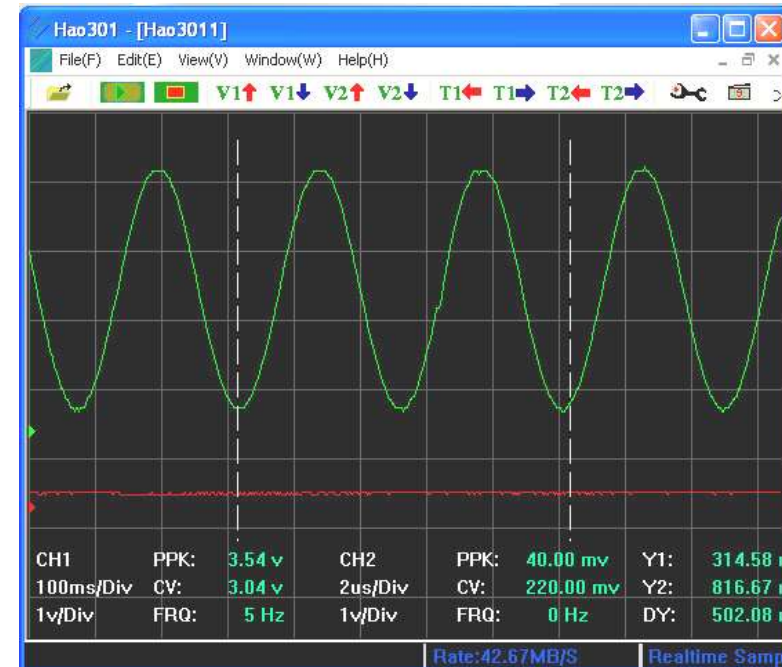 Hao301 - [Hao3011]
File(F) Edit(E) View(V) Window(W) Help(H)
V1 V1 V2 V2 T1 T1 T2 T2
CH1 PPK: 3.54 v CH2 PPK: 40.00 mv Y1: 314.58
100ms/Div CV: 3.04 v 2us/Div CV: 220.00 mv Y2: 816.67
1v/Div FRQ: 5 Hz 1v/Div FRQ: 0 Hz DY: 502.08
Rate:42.67MB/S Realtime Samp